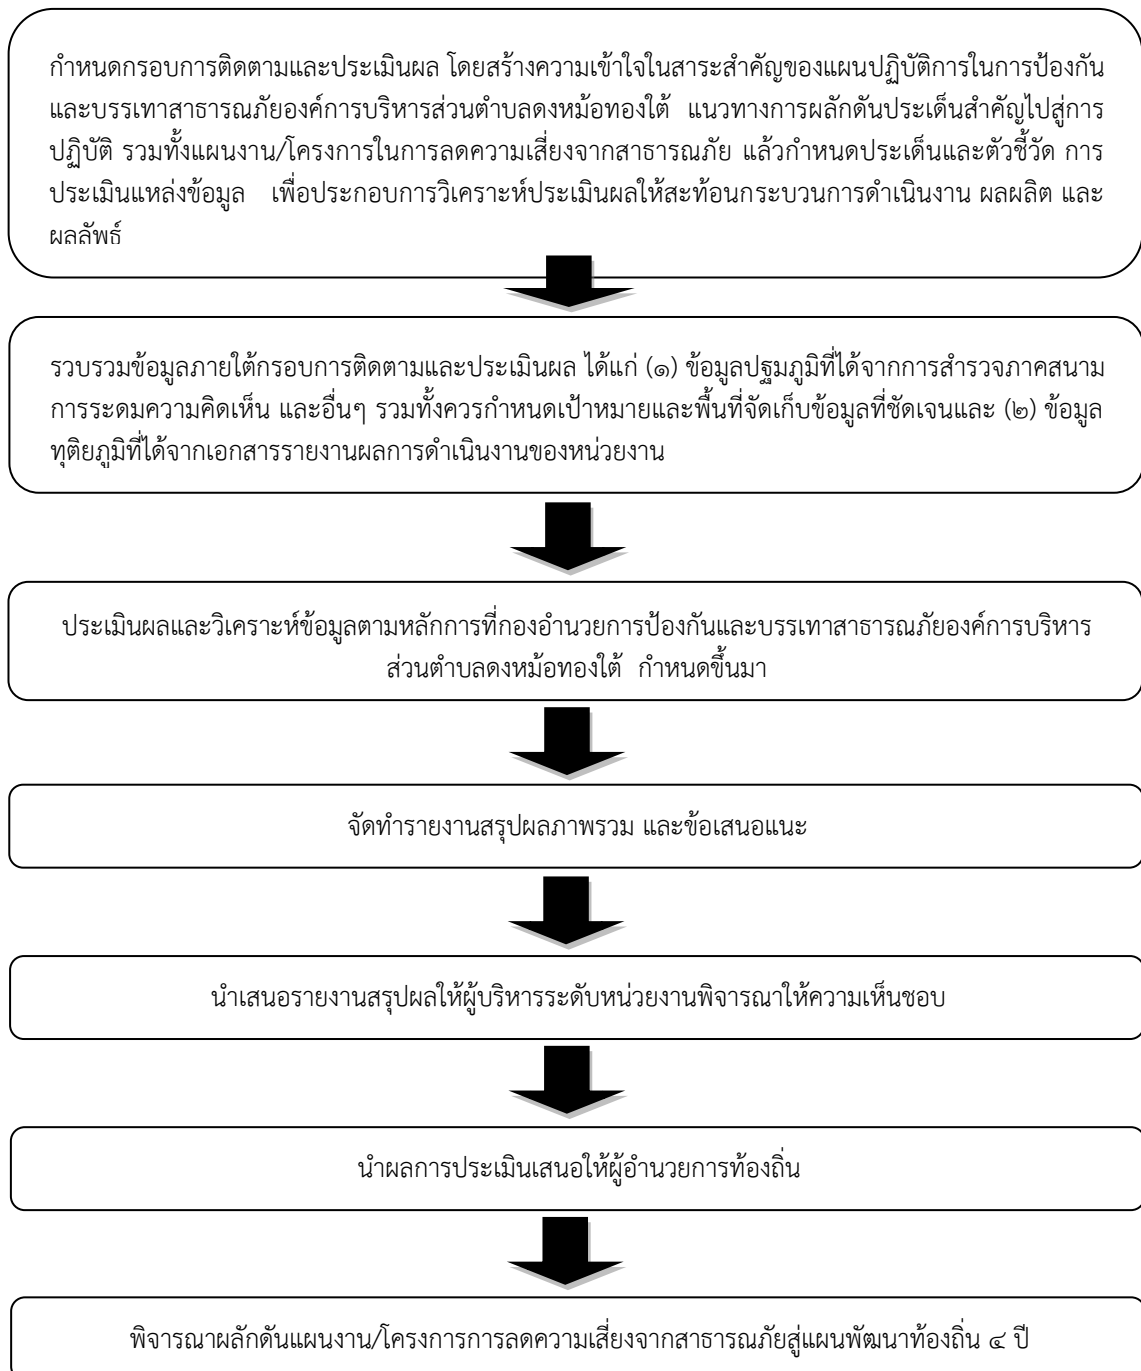 กำหนดกรอบการติดตามและประเมินผล โดยสร้างความเข้าใจในสาระสำคัญของแผนปฏิบัติการในการป้องกัน
และบรรเทาสาธารณภัยองค์การบริหารส่วนตำบลดงหม้อทองใต้ แนวทางการผลักดันประเด็นสำคัญไปสู่การ
ปฏิบัติ รวมทั้งแผนงาน/โครงการในการลดความเสี่ยงจากสาธารณภัย แล้วกำหนดประเด็นและตัวชี้วัด การ
ประเมินแหล่งข้อมูล เพื่อประกอบการวิเคราะห์ประเมินผลให้สะท้อนกระบวนการดำเนินงาน ผลผลิต และ
ผลลัพธ์
รวบรวมข้อมูลภายใต้กรอบการติดตามและประเมินผล ได้แก่ (๑) ข้อมูลปฐมภูมิที่ได้จากการสำรวจภาคสนาม
การระดมความคิดเห็น และอื่นๆ รวมทั้งควรกำหนดเป้าหมายและพื้นที่จัดเก็บข้อมูลที่ชัดเจนและ (๒) ข้อมูล
ทุติยภูมิที่ได้จากเอกสารรายงานผลการดำเนินงานของหน่วยงาน
ประเมินผลและวิเคราะห์ข้อมูลตามหลักการที่กองอำนวยการป้องกันและบรรเทาสาธารณภัยองค์การบริหาร
ส่วนตำบลดงหม้อทองใต้ กำหนดขึ้นมา
จัดทำรายงานสรุปผลภาพรวม และข้อเสนอแนะ
นำเสนอรายงานสรุปผลให้ผู้บริหารระดับหน่วยงานพิจารณาให้ความเห็นชอบ
นำผลการประเมินเสนอให้ผู้อำนวยการท้องถิ่น
พิจารณาผลักดันแผนงาน/โครงการการลดความเสี่ยงจากสาธารณภัยสู่แผนพัฒนาท้องถิ่น ๔ ปี